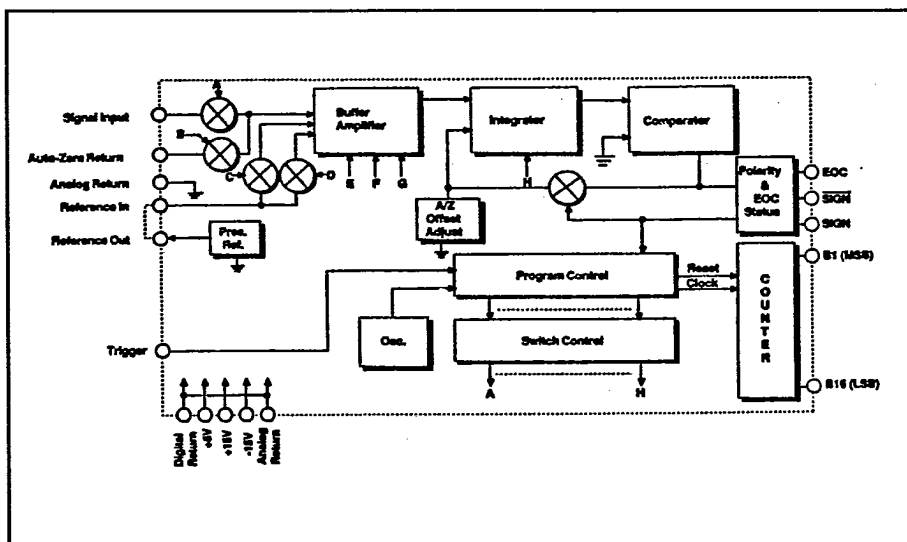 A
Signal Input
Buffer
Amplifier
Integrater
Comparater
B
Auto-Zero Return
C
D
E
F
G
H
Analog Return
Polarity
&
EOC
Status
EOC
SIGN
SIGN
Reference In
A/Z
Offset
Adjust
Reference Out
Prec.
Ref.
B1 (MSB)
Program Control
Reset
Clock
COUNTER
Osc.
Trigger
Switch Control
A
H
B16 (LSB)
Digital
Return
+5V
+15V
-15V
Analog
Return